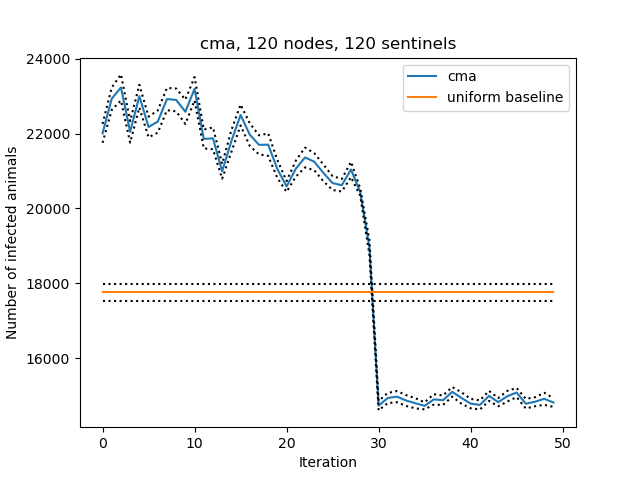 cma, 120 nodes, 120 sentinels
24000
22000
20000
18000
16000
Number of infected animals
cma
uniform baseline
0
10
20
30
40
50
Iteration